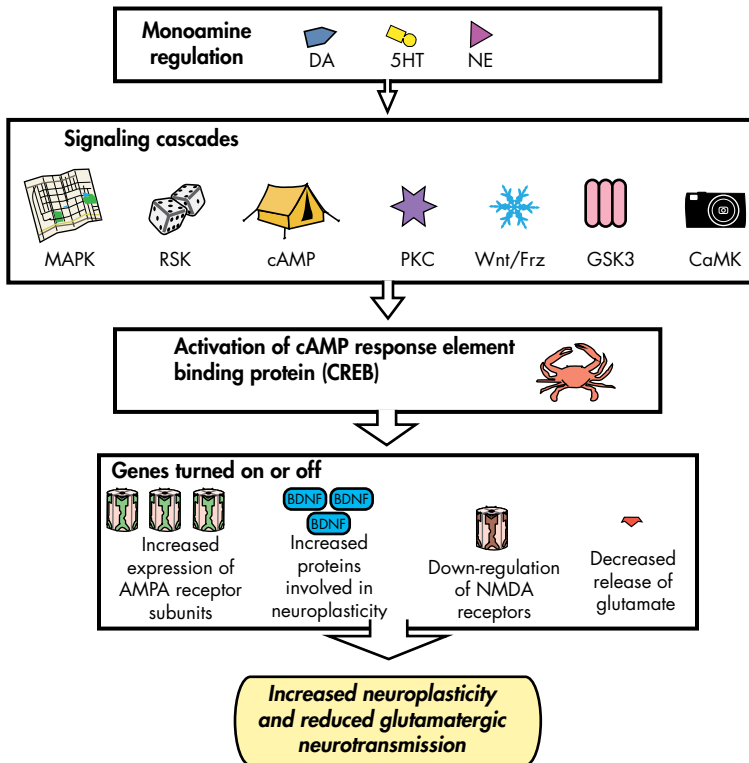 Monoamine
regulation
DA 5HT NE
Signaling cascades
MAPK RSK cAMP PKC Wnt/Frz GSK3 CaMK
Activation of cAMP response element
binding protein (CREB)
Genes turned on or off
BDNF BDNF
BDNF
Increased
expression of
AMPA receptor
subunits
Increased
proteins
involved in
neuroplasticity
Down-regulation
of NMDA
receptors
Decreased
release of
glutamate
Increased neuroplasticity
and reduced glutamatergic
neurotransmission